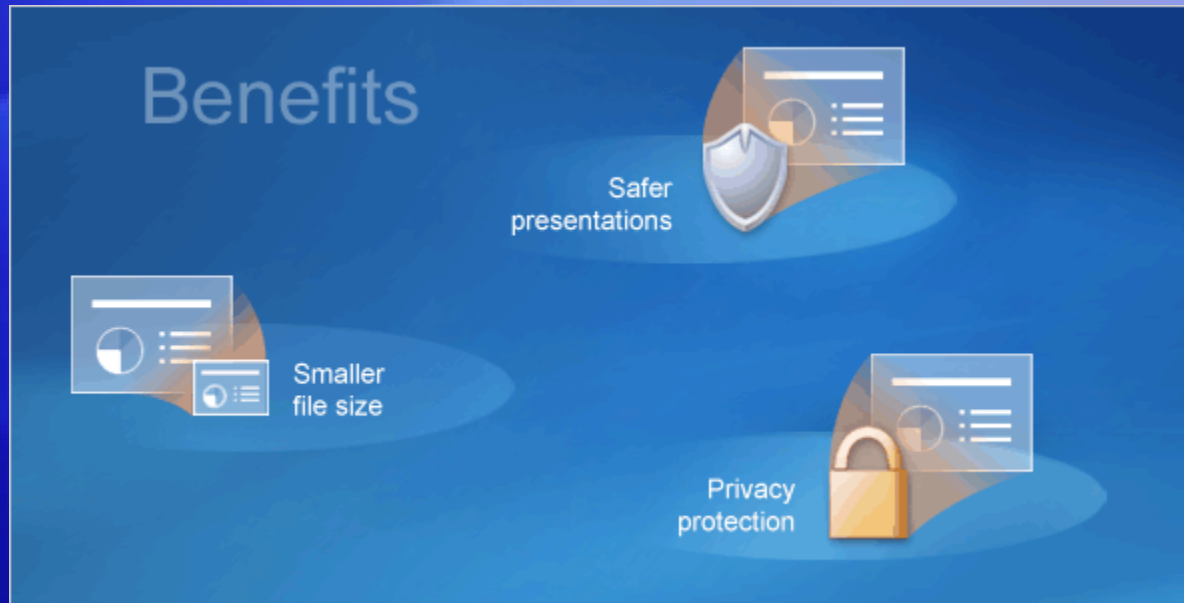 Benefits
Safer
presentations
Smaller
file size
Privacy
protection